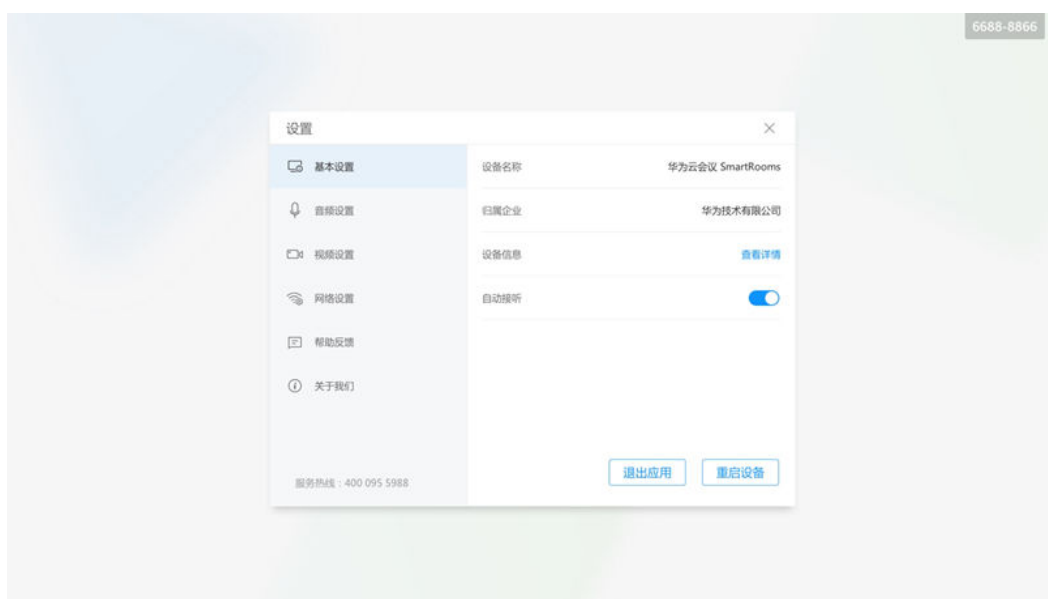 6688-8866
设置
基本设置
音频设置
视频设置
网络设置
帮助反馈
关于我们
服务热线：400 095 5988
设备名称 华为云会议 SmartRooms
归属企业 华为技术有限公司
设备信息 查看详情
自动接听
退出应用 重启设备